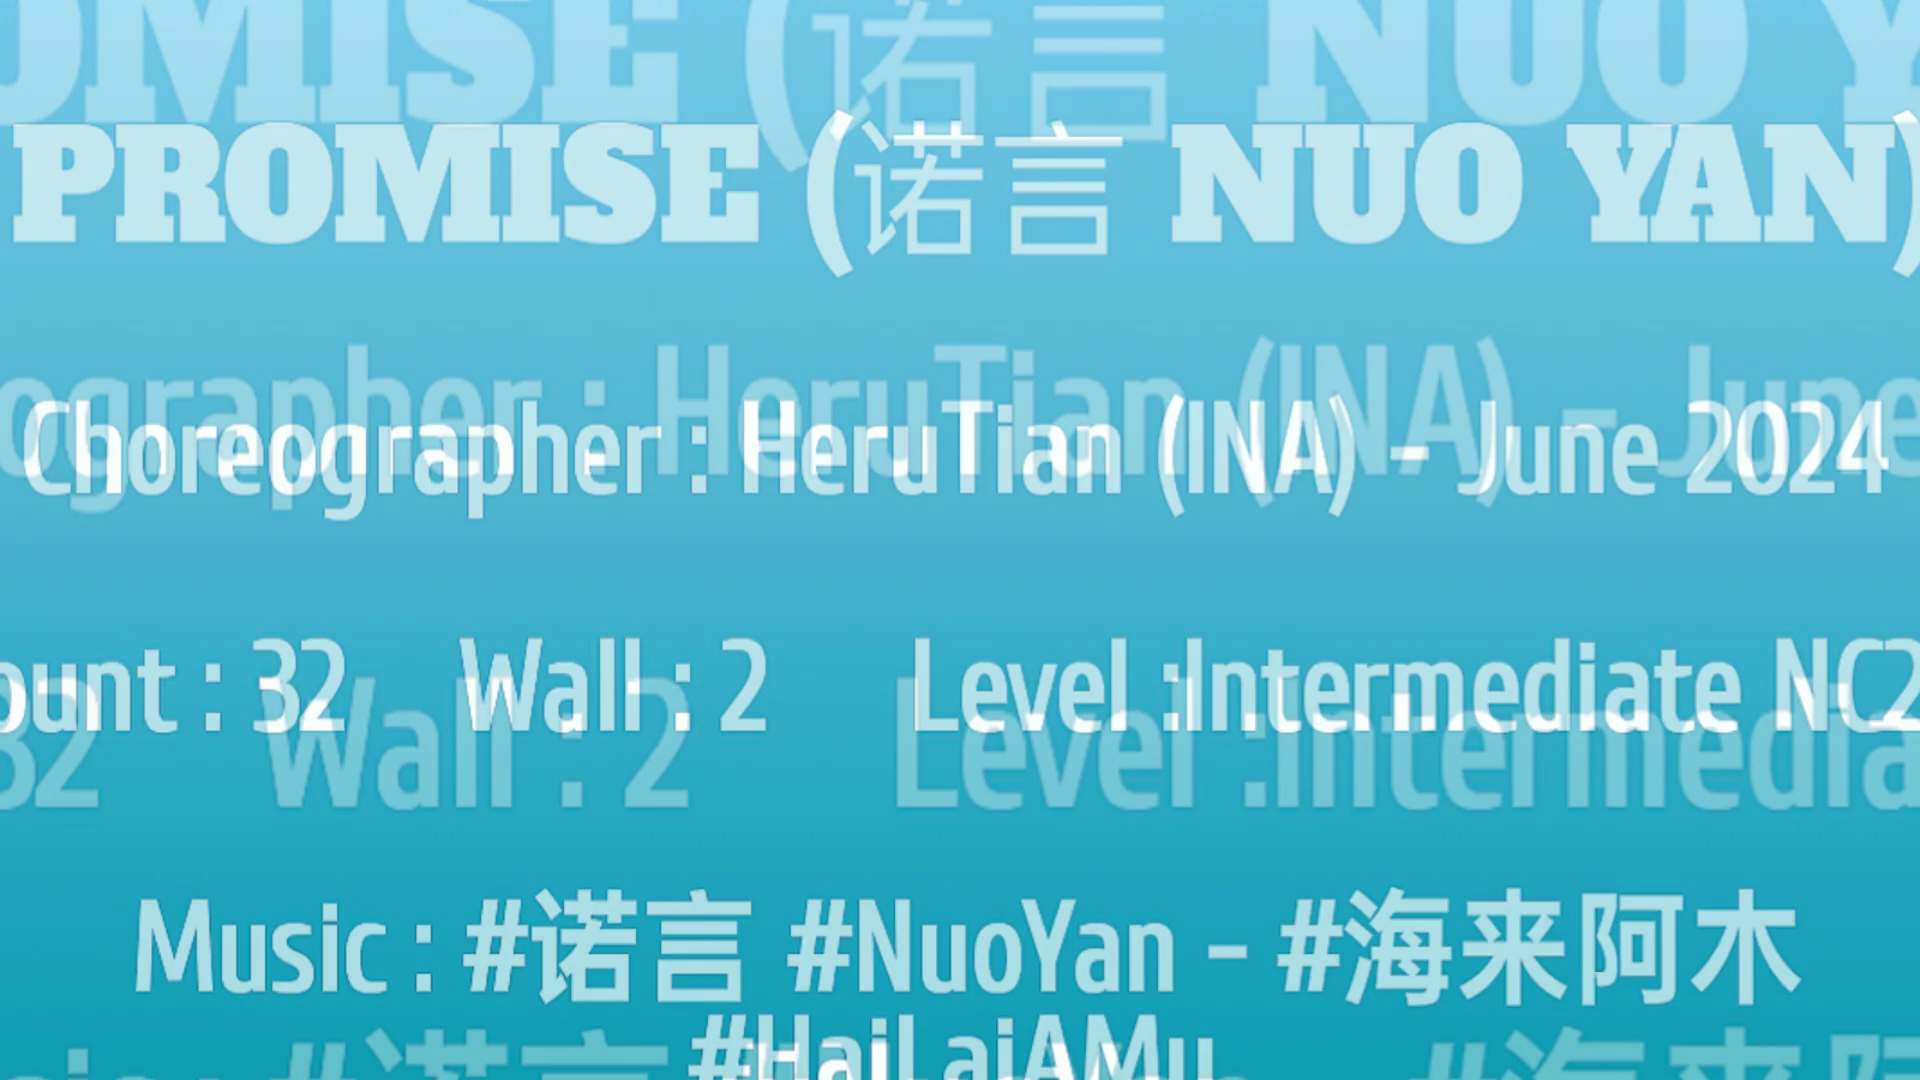 PROMISE (诺言 NUO YAN)
Choreographer : HeruTian (INA) - June 2024
ount : 32 Wall : 2 Level :Intermediate NC2
Music : #诺言 #NuoYan - #海来阿木
#HaiLaiAMu